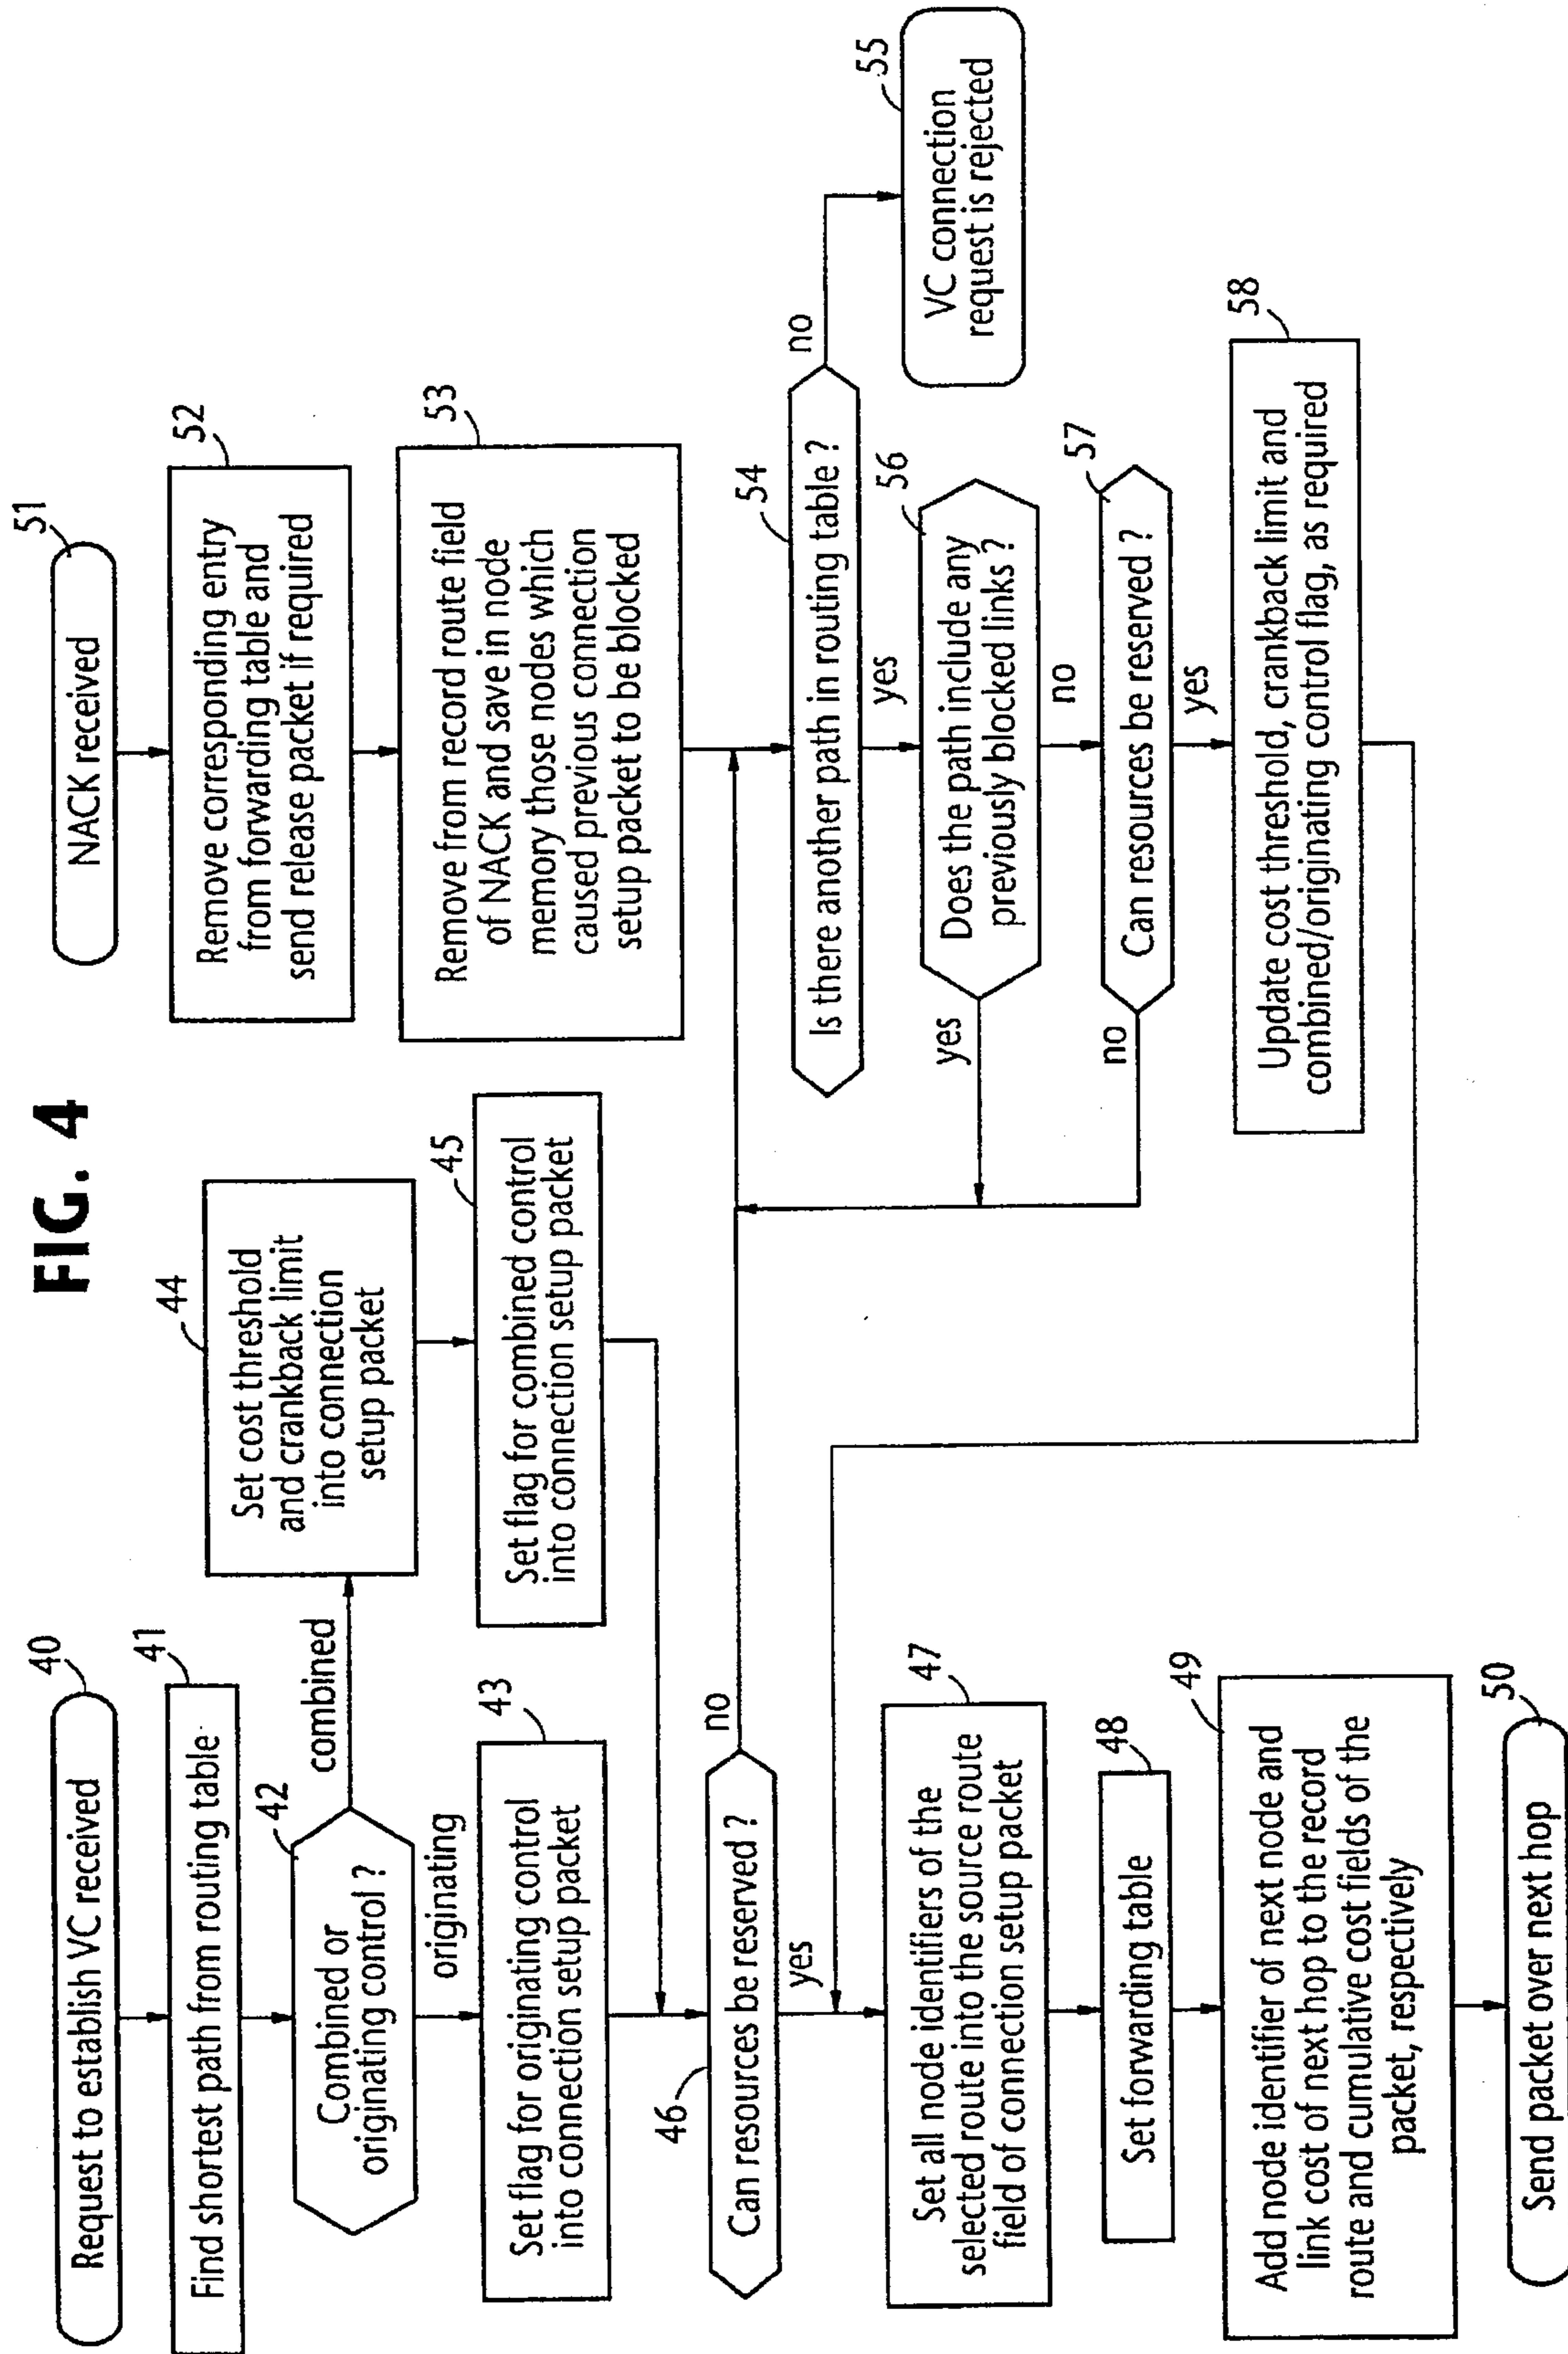 FIG. 4
40
Request to establish VC received
41
Find shortest path from routing table
42
Combined or
originating control ?
combined
originating
43
Set flag for originating control
into connection setup packet
44
Set cost threshold
and crankback limit
into connection
setup packet
45
Set flag for combined control
into connection setup packet
46
Can resources be reserved ?
no
yes
47
Set all node identifiers of the
selected route into the source route
field of connection setup packet
48
Set forwarding table
49
Add node identifier of next node and
link cost of next hop to the record
route and cumulative cost fields of the
packet, respectively
50
Send packet over next hop
51
NACK received
52
Remove corresponding entry
from forwarding table and
send release packet if required
53
Remove from record route field
of NACK and save in node
memory those nodes which
caused previous connection
setup packet to be blocked
54
Is there another path in routing table ?
no
yes
55
VC connection
request is rejected
56
Does the path include any
previously blocked links ?
yes
no
57
Can resources be reserved ?
no
yes
58
Update cost threshold, crankback limit and
combined/originating control flag, as required